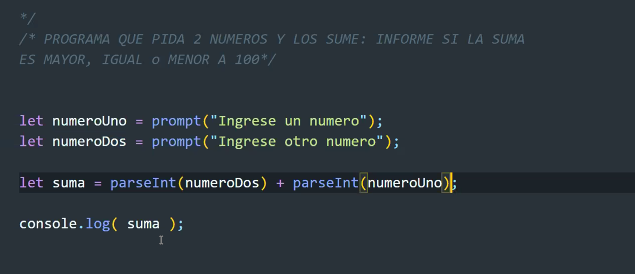 */
/* PROGRAMA QUE PIDA 2 NUMEROS Y LOS SUME: INFORME SI LA SUMA
ES MAYOR, IGUAL o MENOR A 100*/
let numeroUno = prompt("Ingrese un numero");
let numeroDos = prompt("Ingrese otro numero");
let suma = parseInt(numeroDos) + parseInt(numeroUno);
console.log( suma );